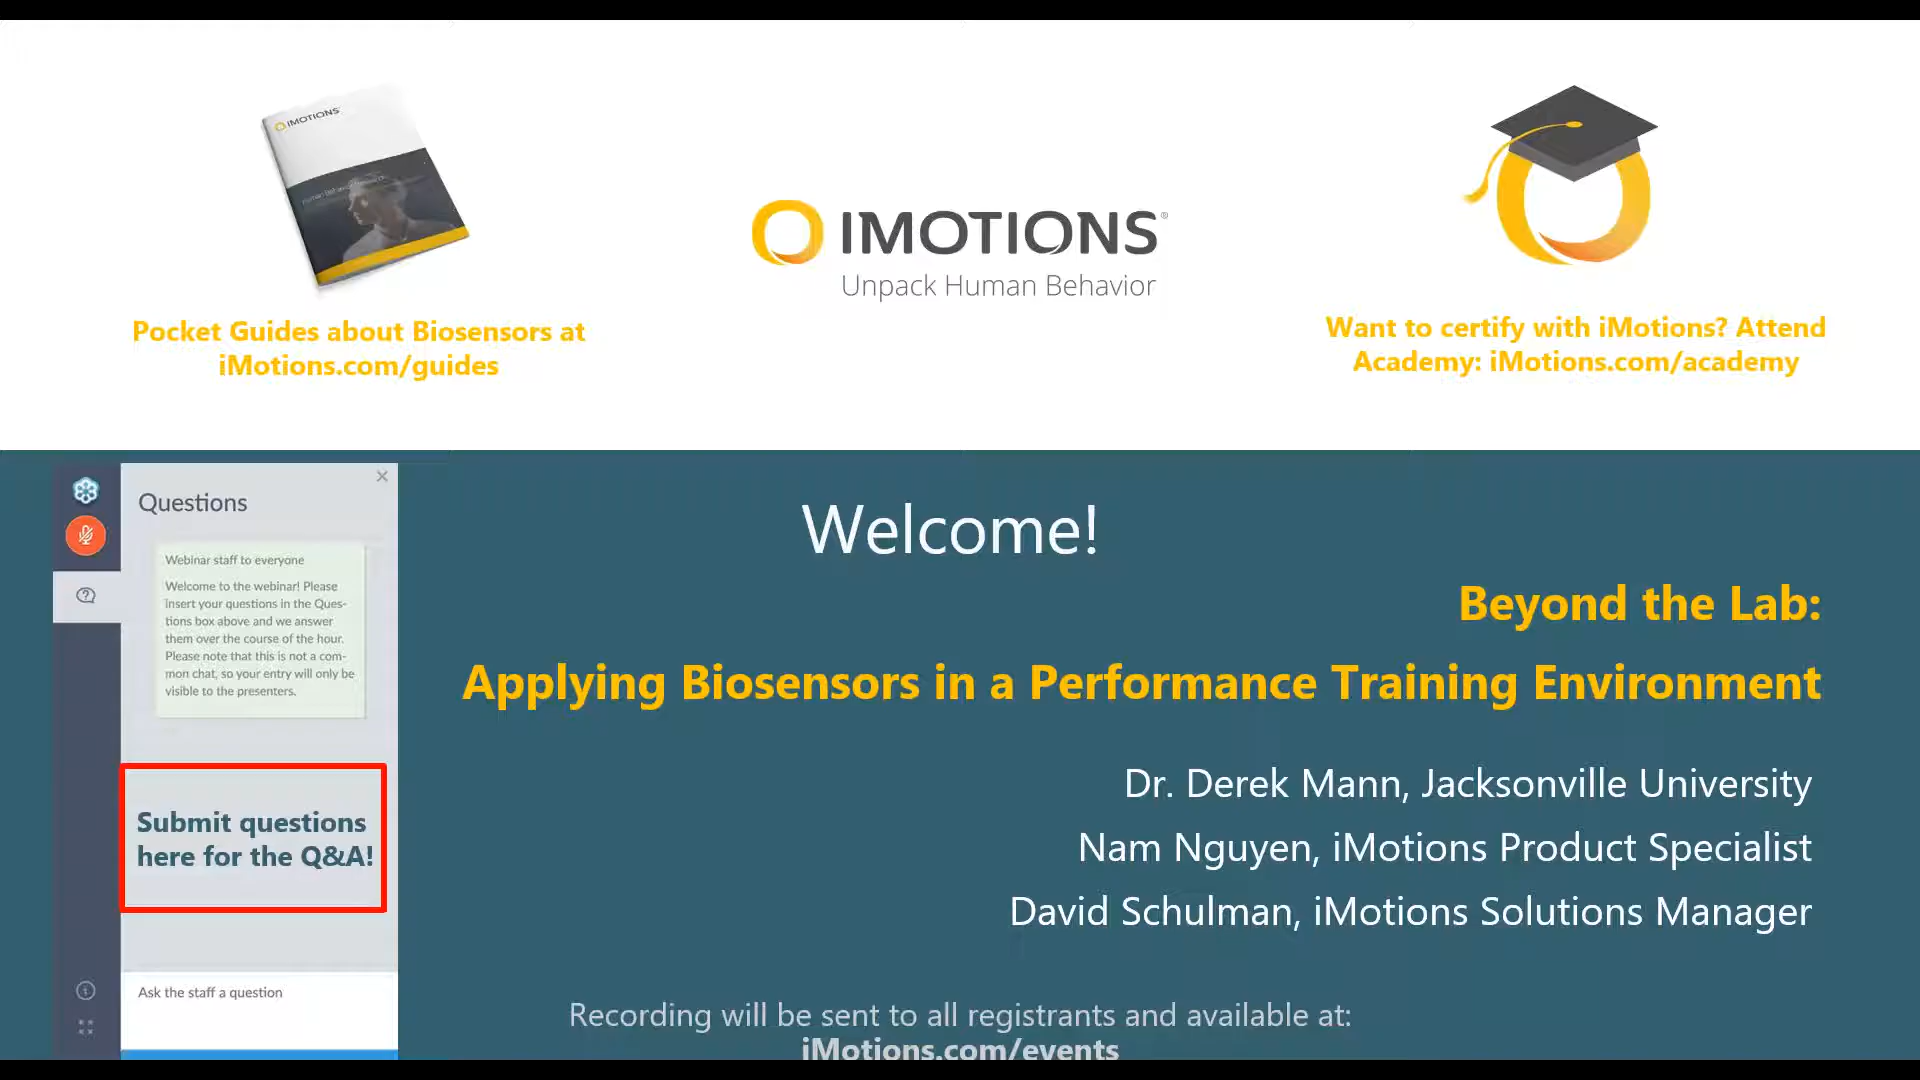 IMOTIONS
Pocket Guides about Biosensors at
iMotions.com/guides
IMOTIONS®
Unpack Human Behavior
Want to certify with iMotions? Attend
Academy: iMotions.com/academy
Questions
Webinar staff to everyone
Welcome to the webinar! Please
insert your questions in the Ques-
tions box above and we answer
them over the course of the hour.
Please note that this is not a com-
mon chat, so your entry will only be
visible to the presenters.
Submit questions
here for the Q&A!
Ask the staff a question
Welcome!
Beyond the Lab:
Applying Biosensors in a Performance Training Environment
Dr. Derek Mann, Jacksonville University
Nam Nguyen, iMotions Product Specialist
David Schulman, iMotions Solutions Manager
Recording will be sent to all registrants and available at:
iMotions.com/events